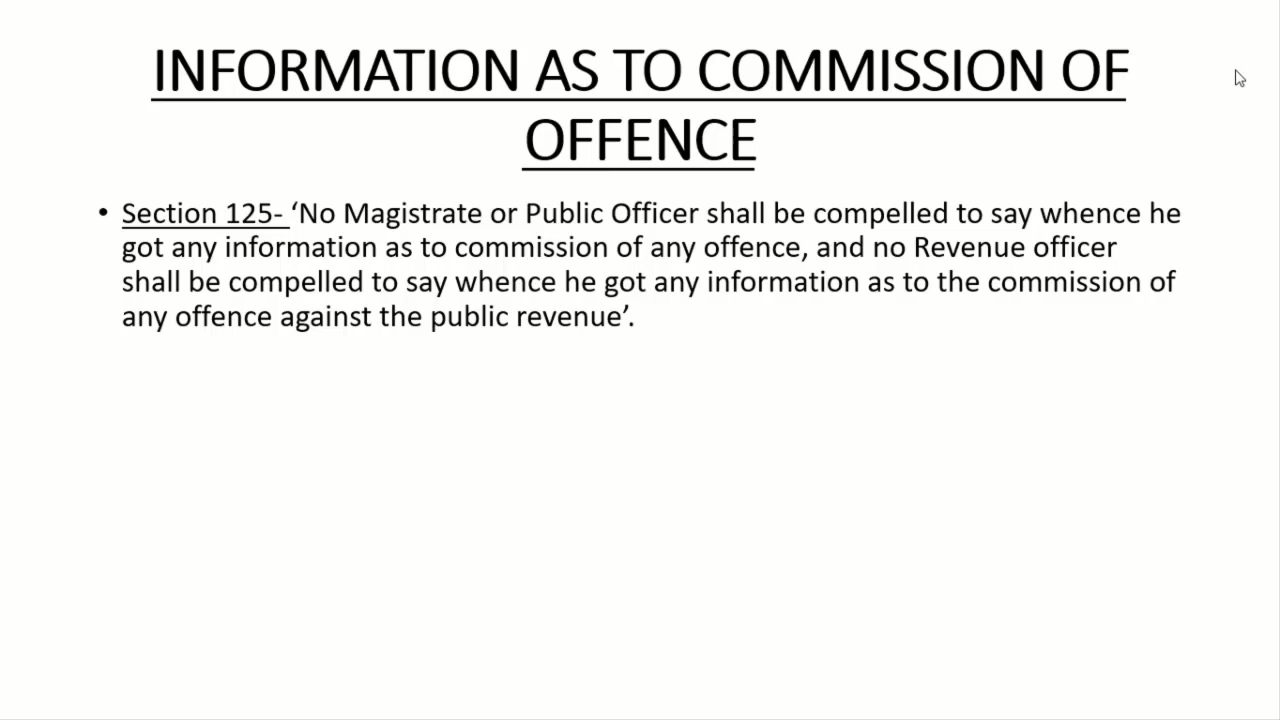 INFORMATION AS TO COMMISSION OF
OFFENCE
• Section 125- ‘No Magistrate or Public Officer shall be compelled to say whence he
got any information as to commission of any offence, and no Revenue officer
shall be compelled to say whence he got any information as to the commission of
any offence against the public revenue’.